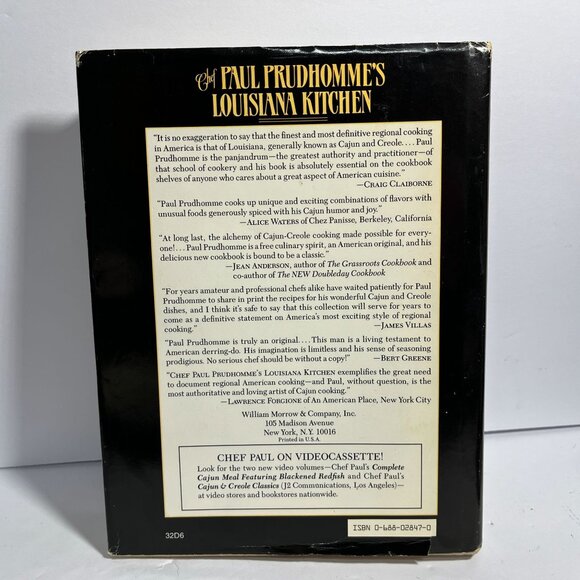 Chef PAUL PRUDHOMME'S
LOUISIANA KITCHEN
"It is no exaggeration to say that the finest and most definitive regional cooking
in America is that of Louisiana, generally known as Cajun and Creole.... Paul
Prudhomme is the panjandrum—the greatest authority and practitioner—of
that school of cookery and his book is absolutely essential on the cookbook
shelves of anyone who cares about a great aspect of American cuisine."
—CRAIG CLAIBORNE
"Paul Prudhomme cooks up unique and exciting combinations of flavors with
unusual foods generously spiced with his Cajun humor and joy."
—ALICE WATERS of Chez Panisse, Berkeley, California
"At long last, the alchemy of Cajun-Creole cooking made possible for every-
one!... Paul Prudhomme is a free culinary spirit, an American original, and his
delicious new cookbook is bound to be a classic."
—JEAN ANDERSON, author of The Grassroots Cookbook and
co-author of The NEW Doubleday Cookbook
"For years amateur and professional chefs alike have waited patiently for Paul
Prudhomme to share in print the recipes for his wonderful Cajun and Creole
dishes, and I think it's safe to say that this collection will serve for years to
come as a definitive statement on America's most exciting style of regional
cooking." —JAMES VILLAS
"Paul Prudhomme is truly an original.... This man is a living testament to
American derring-do. His imagination is limitless and his sense of seasoning
prodigious. No serious chef should be without a copy!" —BERT GREENE
"CHEF PAUL PRUDHOMME'S LOUISIANA KITCHEN exemplifies the great need
to document regional American cooking—and Paul, without question, is the
most authoritative and loving artist of Cajun cooking."
—LAWRENCE FORGIONE of An American Place, New York City
William Morrow & Company, Inc.
105 Madison Avenue
New York, N.Y. 10016
Printed in U.S.A.
CHEF PAUL ON VIDEOCASSETTE!
Look for the two new video volumes—Chef Paul's Complete
Cajun Meal Featuring Blackened Redfish and Chef Paul's
Cajun & Creole Classics (J2 Communications, Los Angeles)—
at video stores and bookstores nationwide.
ISBN 0-688-02847-0
32D6